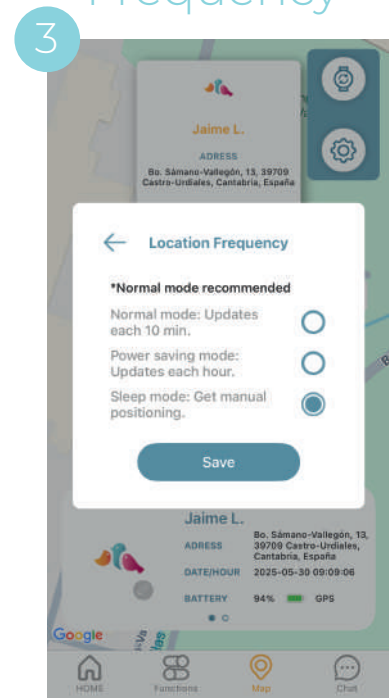 Frequency
3
Jaime L.
ADRESS
Bo. Sámano-Vallegón, 13, 39709
Castro-Urdiales, Cantabria, España
Location Frequency
*Normal mode recommended
Normal mode: Updates
each 10 min.
Power saving mode:
Updates each hour.
Sleep mode: Get manual
positioning.
Save
Jaime L.
ADRESS
Bo. Sámano-Vallegón, 13,
39709 Castro-Urdiales,
Cantabria, España
DATE/HOUR 2025-05-30 09:09:06
BATTERY 94% GPS
Google
HOME Functions Map Chat